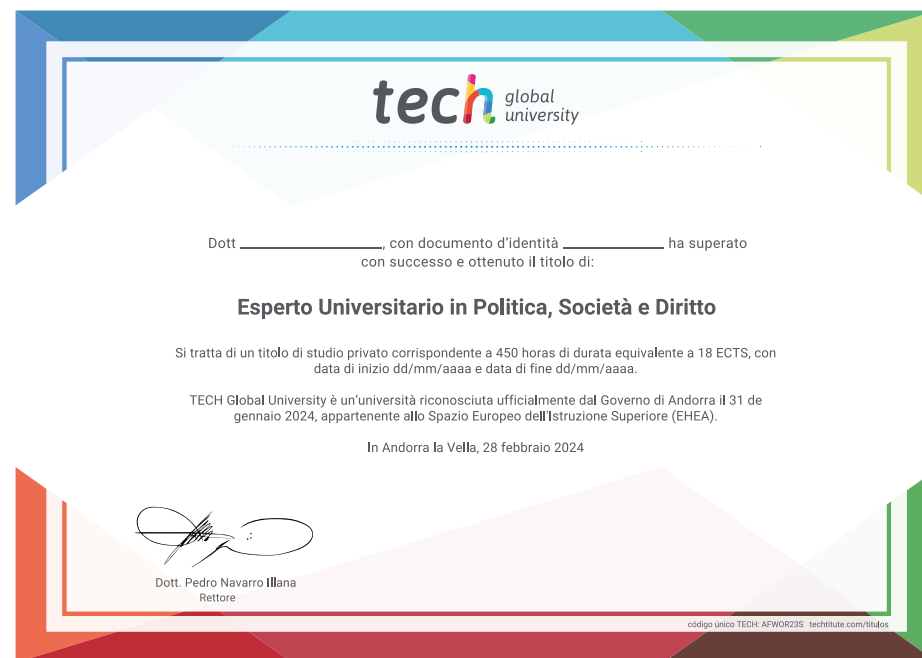 tech global
university
Dott ________________, con documento d'identità ____________ ha superato
con successo e ottenuto il titolo di:
Esperto Universitario in Politica, Società e Diritto
Si tratta di un titolo di studio privato corrispondente a 450 horas di durata equivalente a 18 ECTS, con
data di inizio dd/mm/aaaa e data di fine dd/mm/aaaa.
TECH Global University è un'università riconosciuta ufficialmente dal Governo di Andorra il 31 de
gennaio 2024, appartenente allo Spazio Europeo dell'Istruzione Superiore (EHEA).
In Andorra la Vella, 28 febbraio 2024
Dott. Pedro Navarro Illana
Rettore
código único TECH: AFWOR23S techtitute.com/titulos